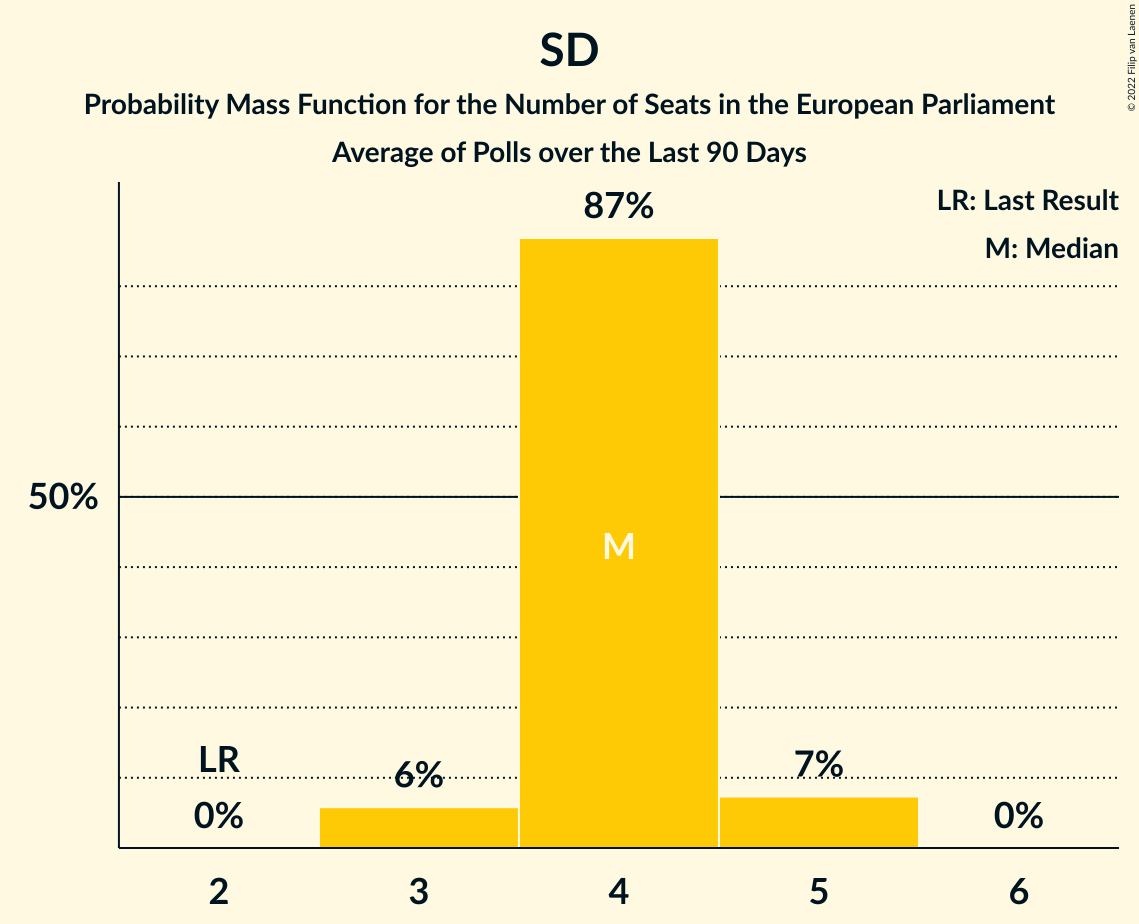 SD
Probability Mass Function for the Number of Seats in the European Parliament
Average of Polls over the Last 90 Days
© 2022 Filip van Laenen
LR: Last Result
M: Median
87%
50%
M
LR
0%
6%
7%
0%
2 3 4 5 6